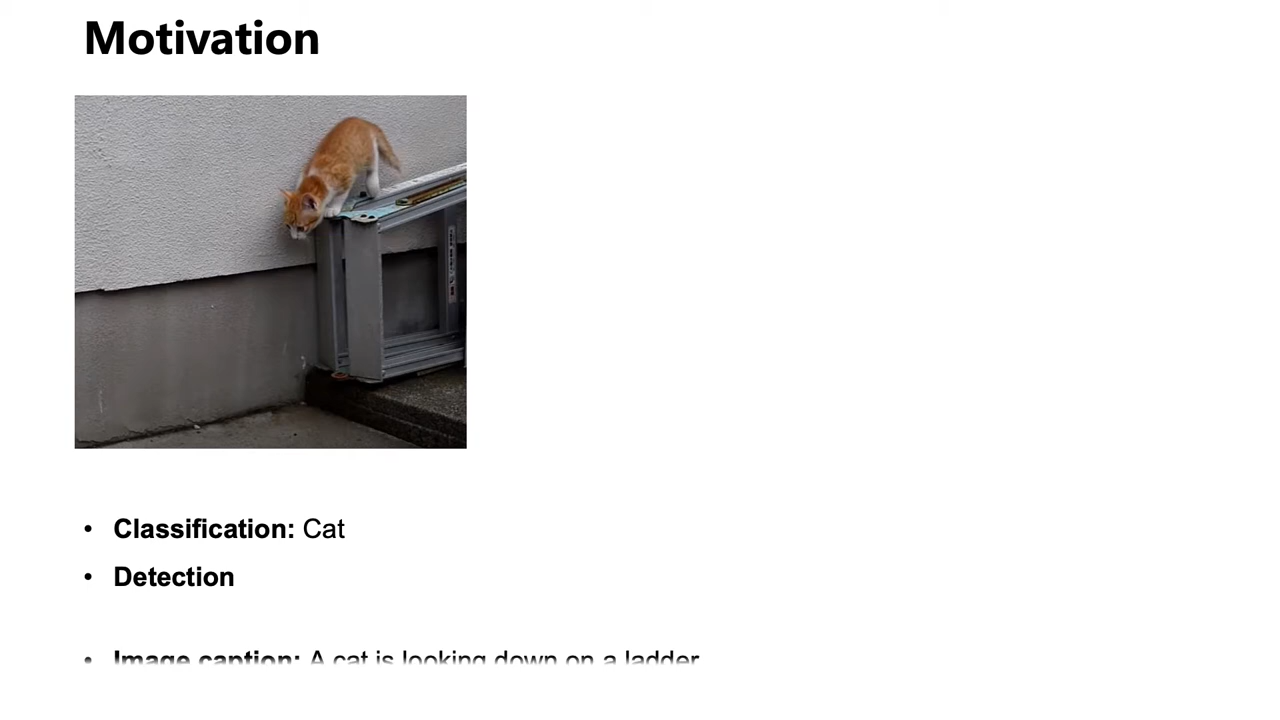 Motivation
• Classification: Cat
• Detection
• Image caption: A cat is looking down on a ladder